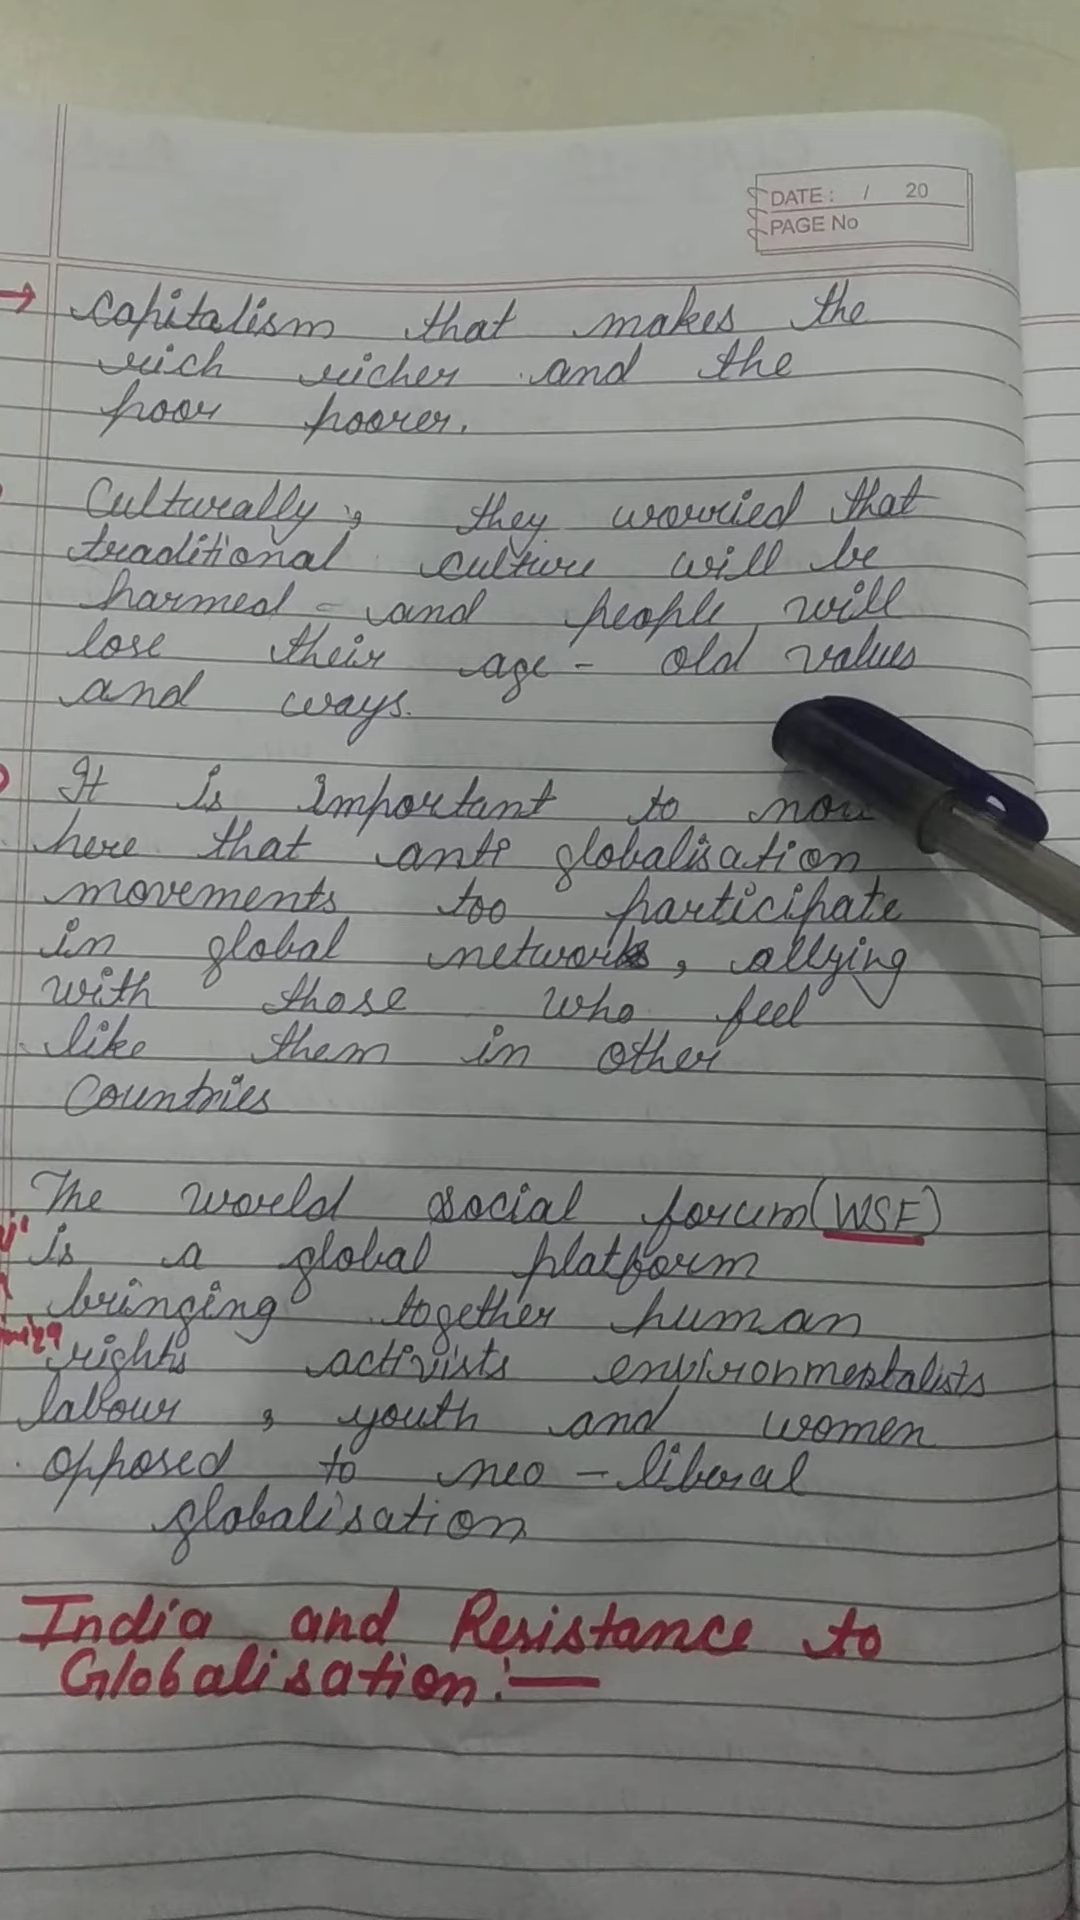 DATE: / 20
PAGE No
→ capitalism that makes the
rich richer and the
poor poorer.
Culturally, they worried that
traditional culture will be
harmed - and people will
lose their age - old values
and ways.
It is important to
here that anti globalisation
movements too participate
in global networks, allying
with those who feel
like them in other
Countries
The world social forum (WSF)
is a global platform
bringing together human
rights activists environmentalists
labour, youth and women
opposed to neo - liberal
globalisation
India and Resistance to
Globalisation:—